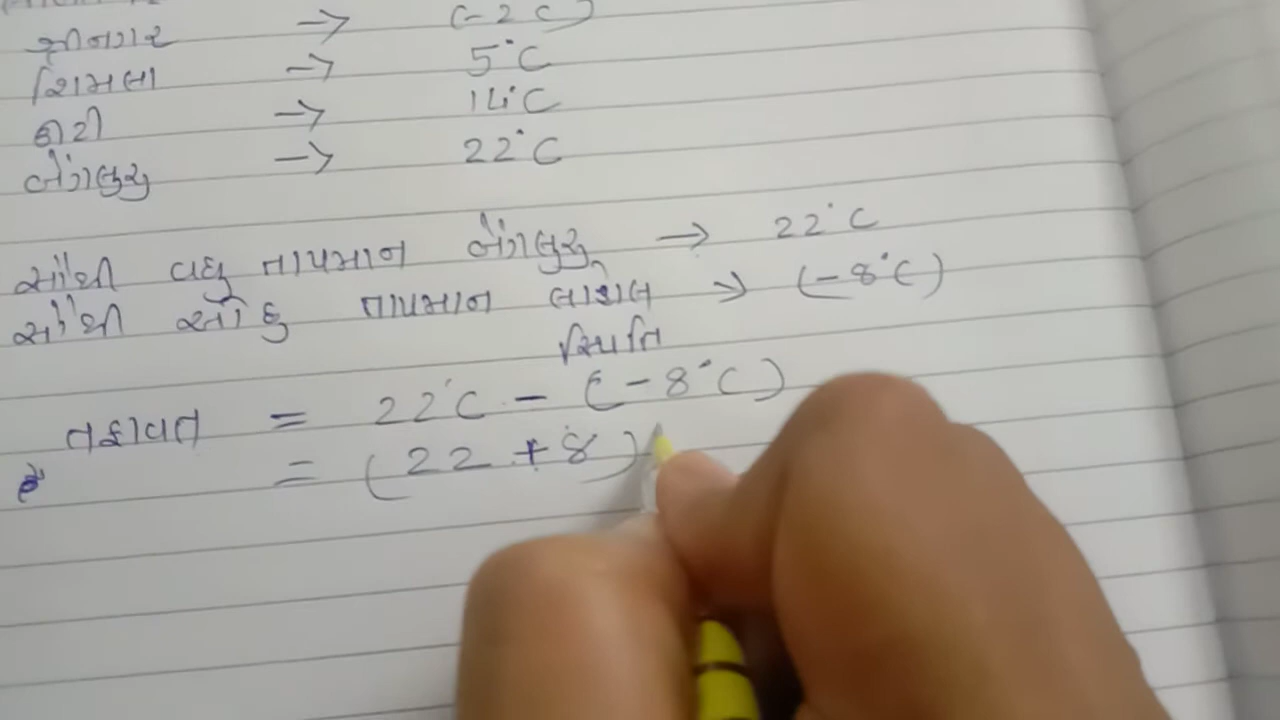 શ્રીનગર → (-2°C)
શિમલા → 5°C
ઊટી → 14°C
બેંગલુરુ → 22°C
સૌથી વધુ તાપમાન બેંગલુરુ → 22°C
સૌથી ઓછુ તાપમાન લાહોલ → (-8°C)
સ્પિતિ
તફાવત = 22°C - (-8°C)
= (22 + 8)